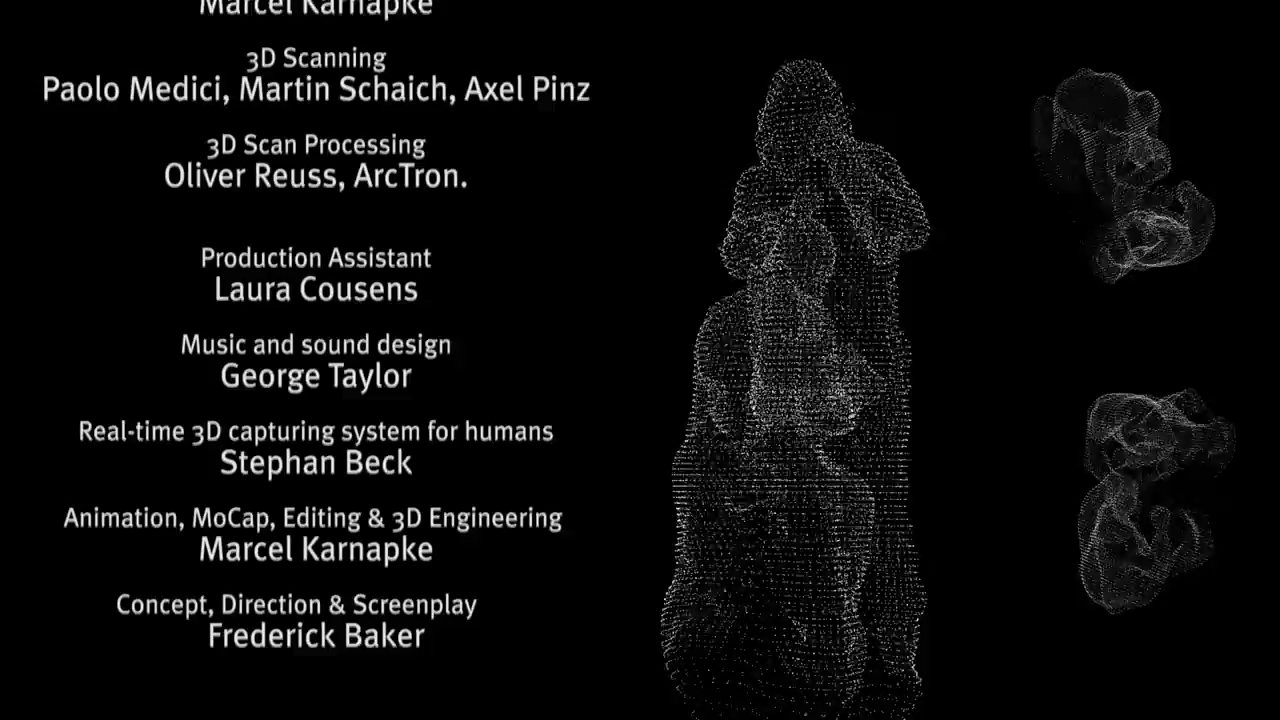 Marcel Karnapke
3D Scanning
Paolo Medici, Martin Schaich, Axel Pinz
3D Scan Processing
Oliver Reuss, ArcTron.
Production Assistant
Laura Cousens
Music and sound design
George Taylor
Real-time 3D capturing system for humans
Stephan Beck
Animation, MoCap, Editing & 3D Engineering
Marcel Karnapke
Concept, Direction & Screenplay
Frederick Baker